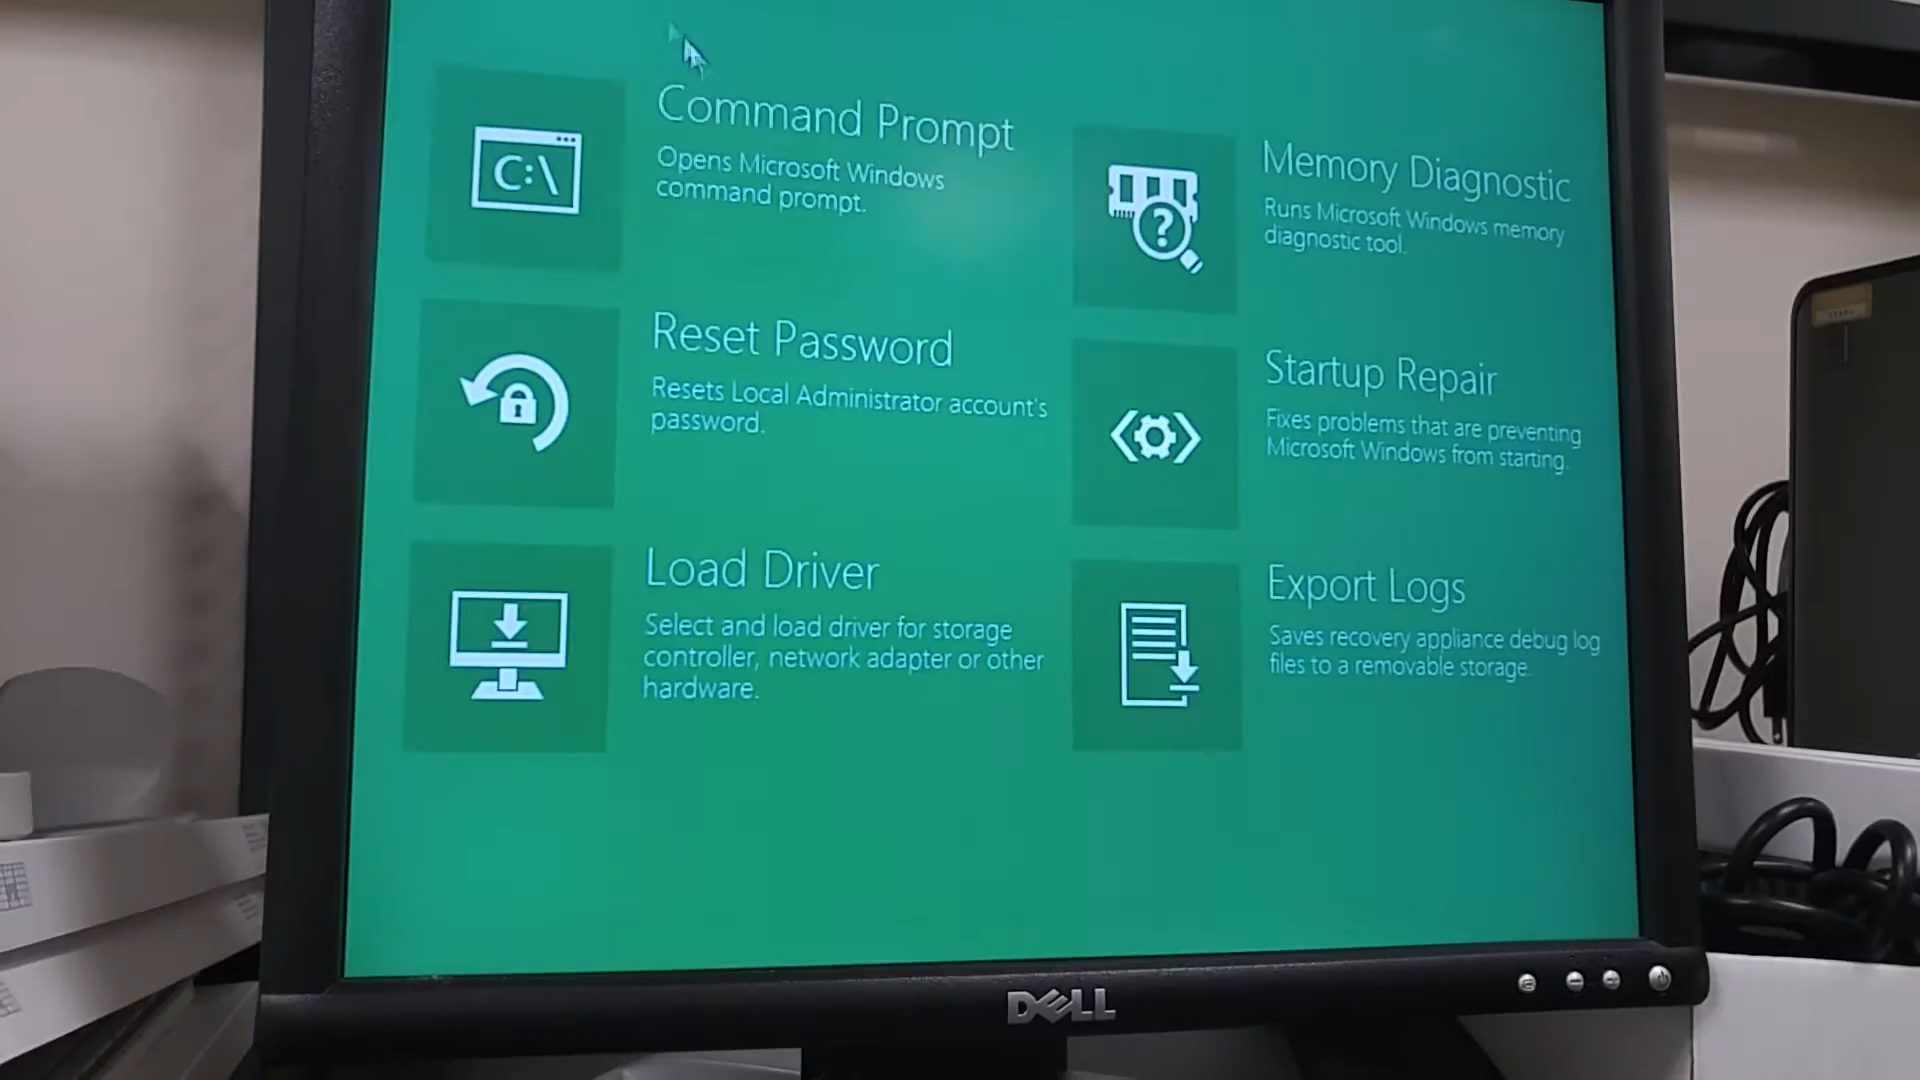 Command Prompt
Opens Microsoft Windows
command prompt.
C:\
Memory Diagnostic
Runs Microsoft Windows memory
diagnostic tool.
?
Reset Password
Resets Local Administrator account's
password.
Startup Repair
Fixes problems that are preventing
Microsoft Windows from starting.
Load Driver
Select and load driver for storage
controller, network adapter or other
hardware.
Export Logs
Saves recovery appliance debug log
files to a removable storage.
DELL